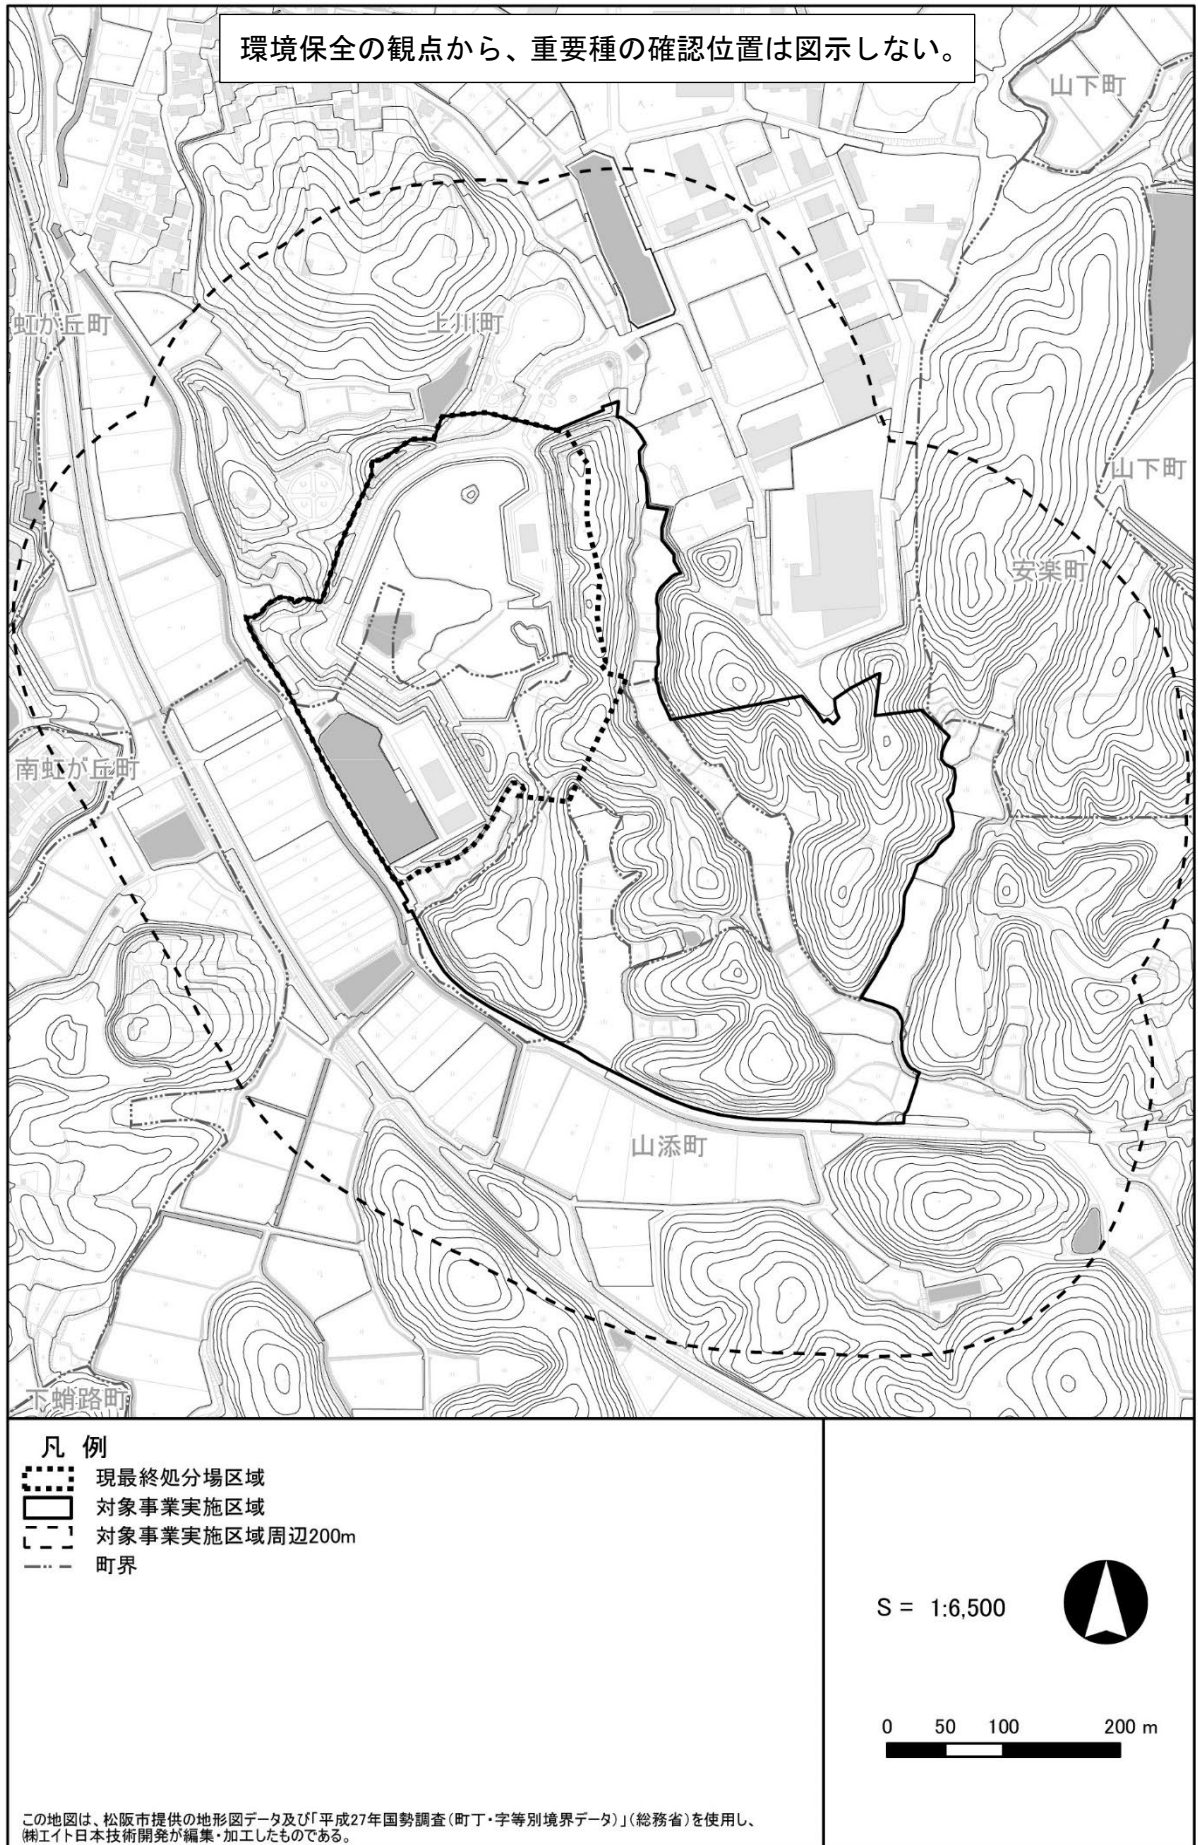 環境保全の観点から、重要種の確認位置は図示しない。
山下町
虹が丘町
上川町
山下町
安楽町
南虹が丘町
山添町
下蛸路町
凡 例
現最終処分場区域
対象事業実施区域
対象事業実施区域周辺200m
町界
S = 1:6,500
0 50 100 200 m
この地図は、松阪市提供の地形図データ及び「平成27年国勢調査(町丁・字等別境界データ)」(総務省)を使用し、
㈱エイト日本技術開発が編集・加工したものである。